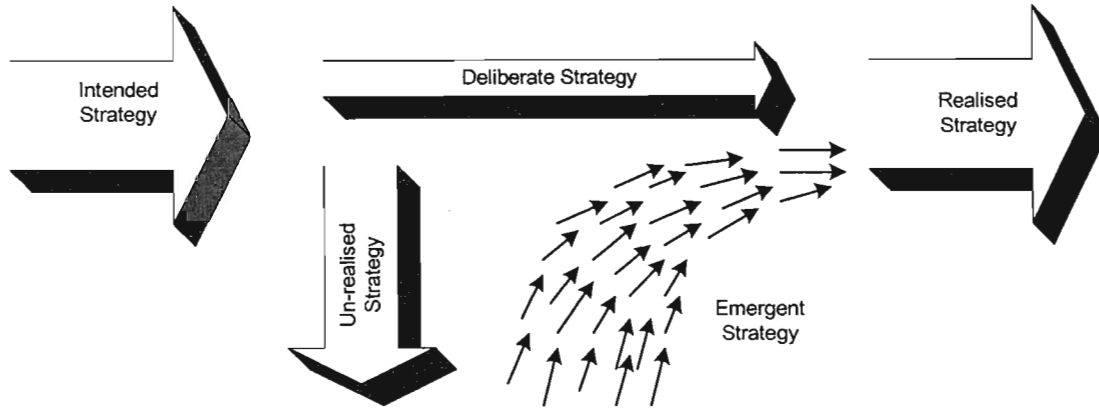 Intended
Strategy
Deliberate Strategy
Realised
Strategy
Un-realised
Strategy
Emergent
Strategy